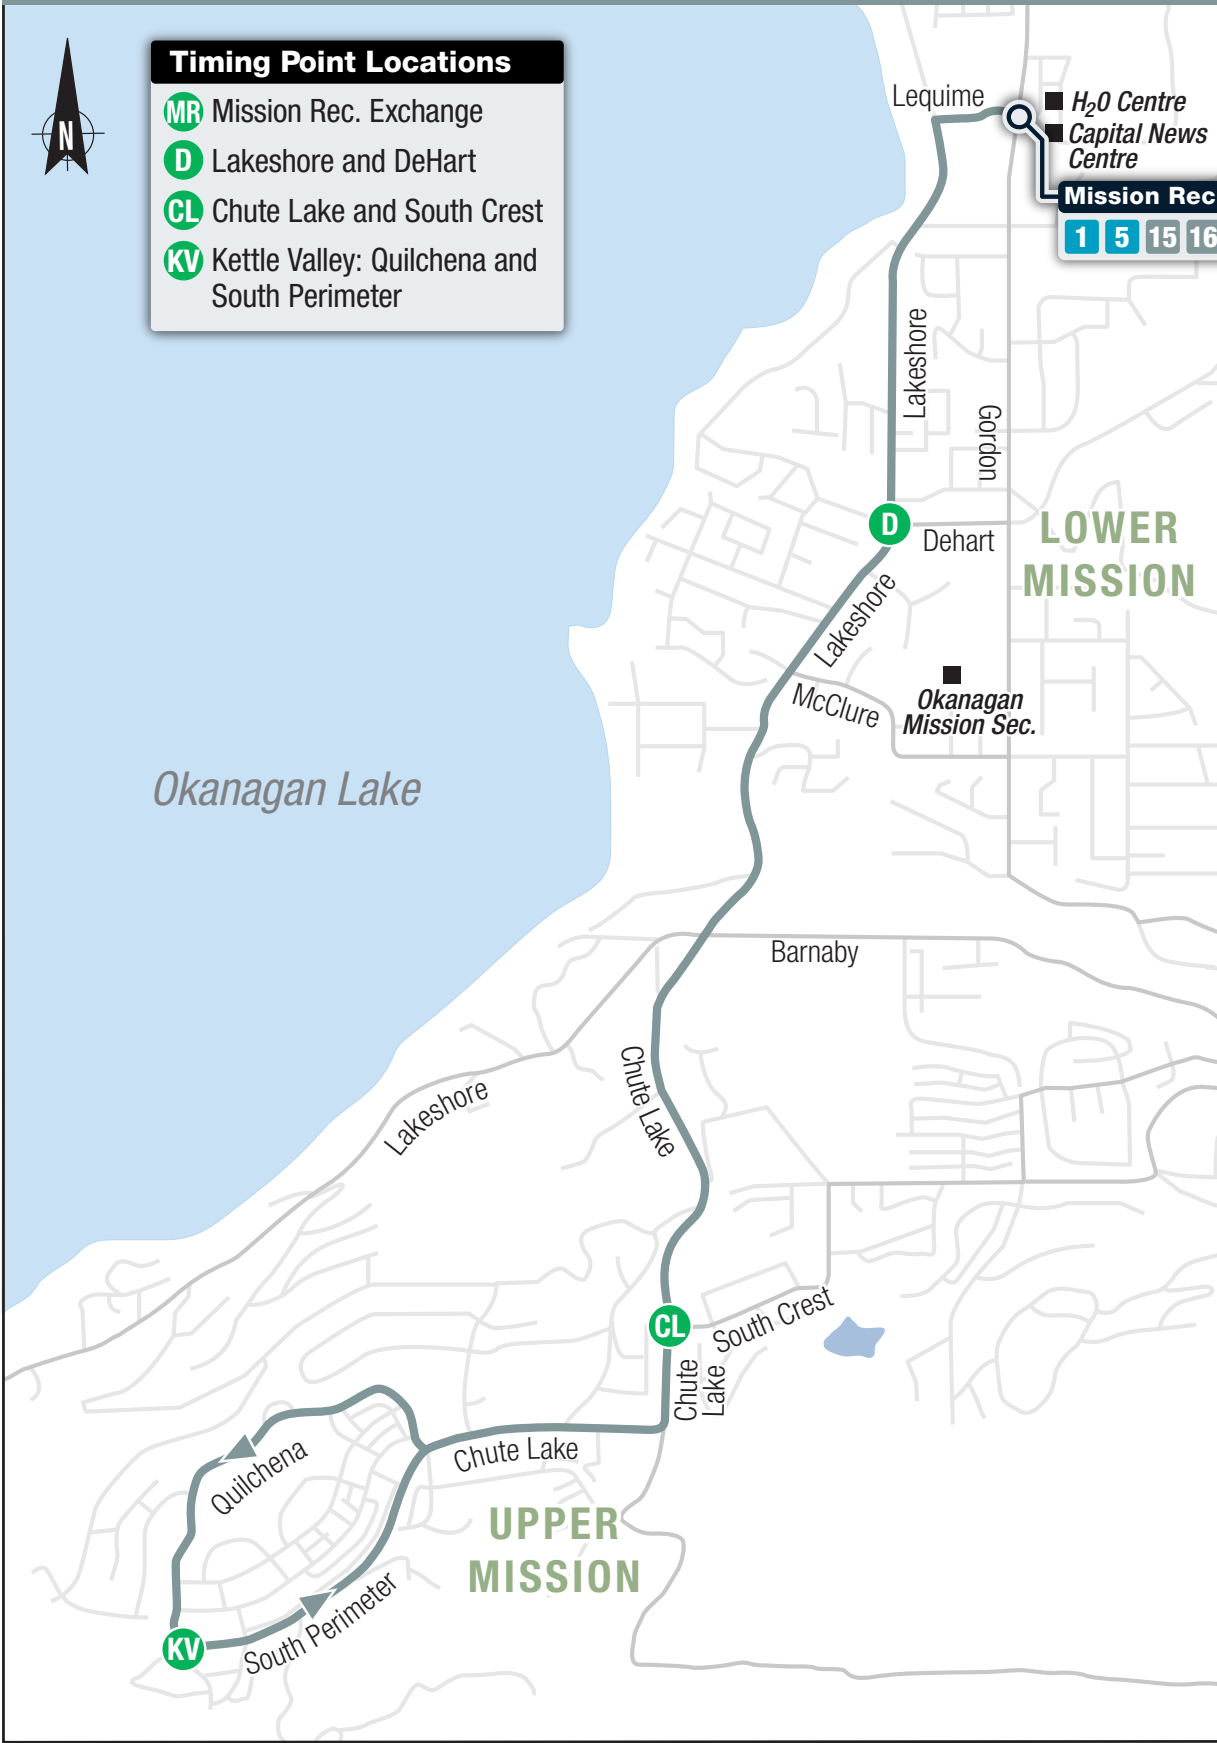 Timing Point Locations
MR Mission Rec. Exchange
D Lakeshore and DeHart
CL Chute Lake and South Crest
KV Kettle Valley: Quilchena and
South Perimeter
N
Lequime
H20 Centre
Capital News
Centre
Mission Rec
1 5 15 16
Lakeshore
Gordon
D
Dehart
LOWER
MISSION
Lakeshore
McClure
Okanagan
Mission Sec.
Okanagan Lake
Barnaby
Chute Lake
Lakeshore
CL
South Crest
Chute
Lake
Chute Lake
Quilchena
UPPER
MISSION
South Perimeter
KV